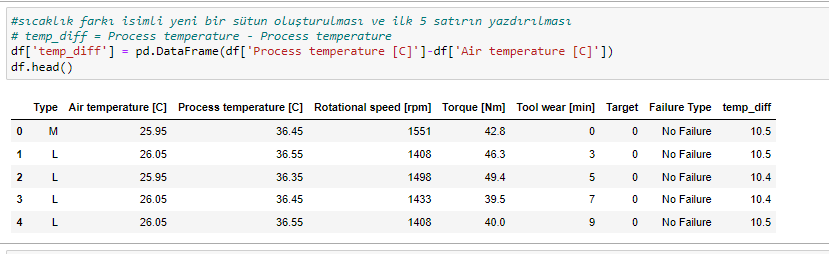 #sıcaklık farkı isimli yeni bir sütun oluşturulması ve ilk 5 satırın yazdırılması
# temp_diff = Process temperature - Process temperature
df['temp_diff'] = pd.DataFrame(df['Process temperature [C]']-df['Air temperature [C]'])
df.head()
Type Air temperature [C] Process temperature [C] Rotational speed [rpm] Torque [Nm] Tool wear [min] Target Failure Type temp_diff
0 M 25.95 36.45 1551 42.8 0 0 No Failure 10.5
1 L 26.05 36.55 1408 46.3 3 0 No Failure 10.5
2 L 25.95 36.35 1498 49.4 5 0 No Failure 10.4
3 L 26.05 36.45 1433 39.5 7 0 No Failure 10.4
4 L 26.05 36.55 1408 40.0 9 0 No Failure 10.5